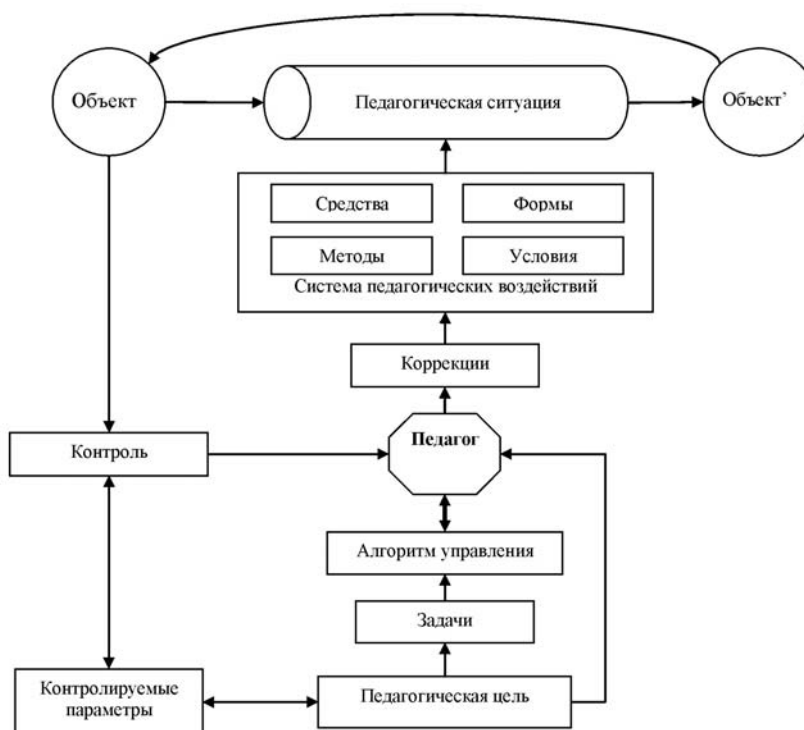 Объект
Педагогическая ситуация
Объект’
Средства
Формы
Методы
Условия
Система педагогических воздействий
Коррекции
Педагог
Контроль
Алгоритм управления
Задачи
Контролируемые
параметры
Педагогическая цель